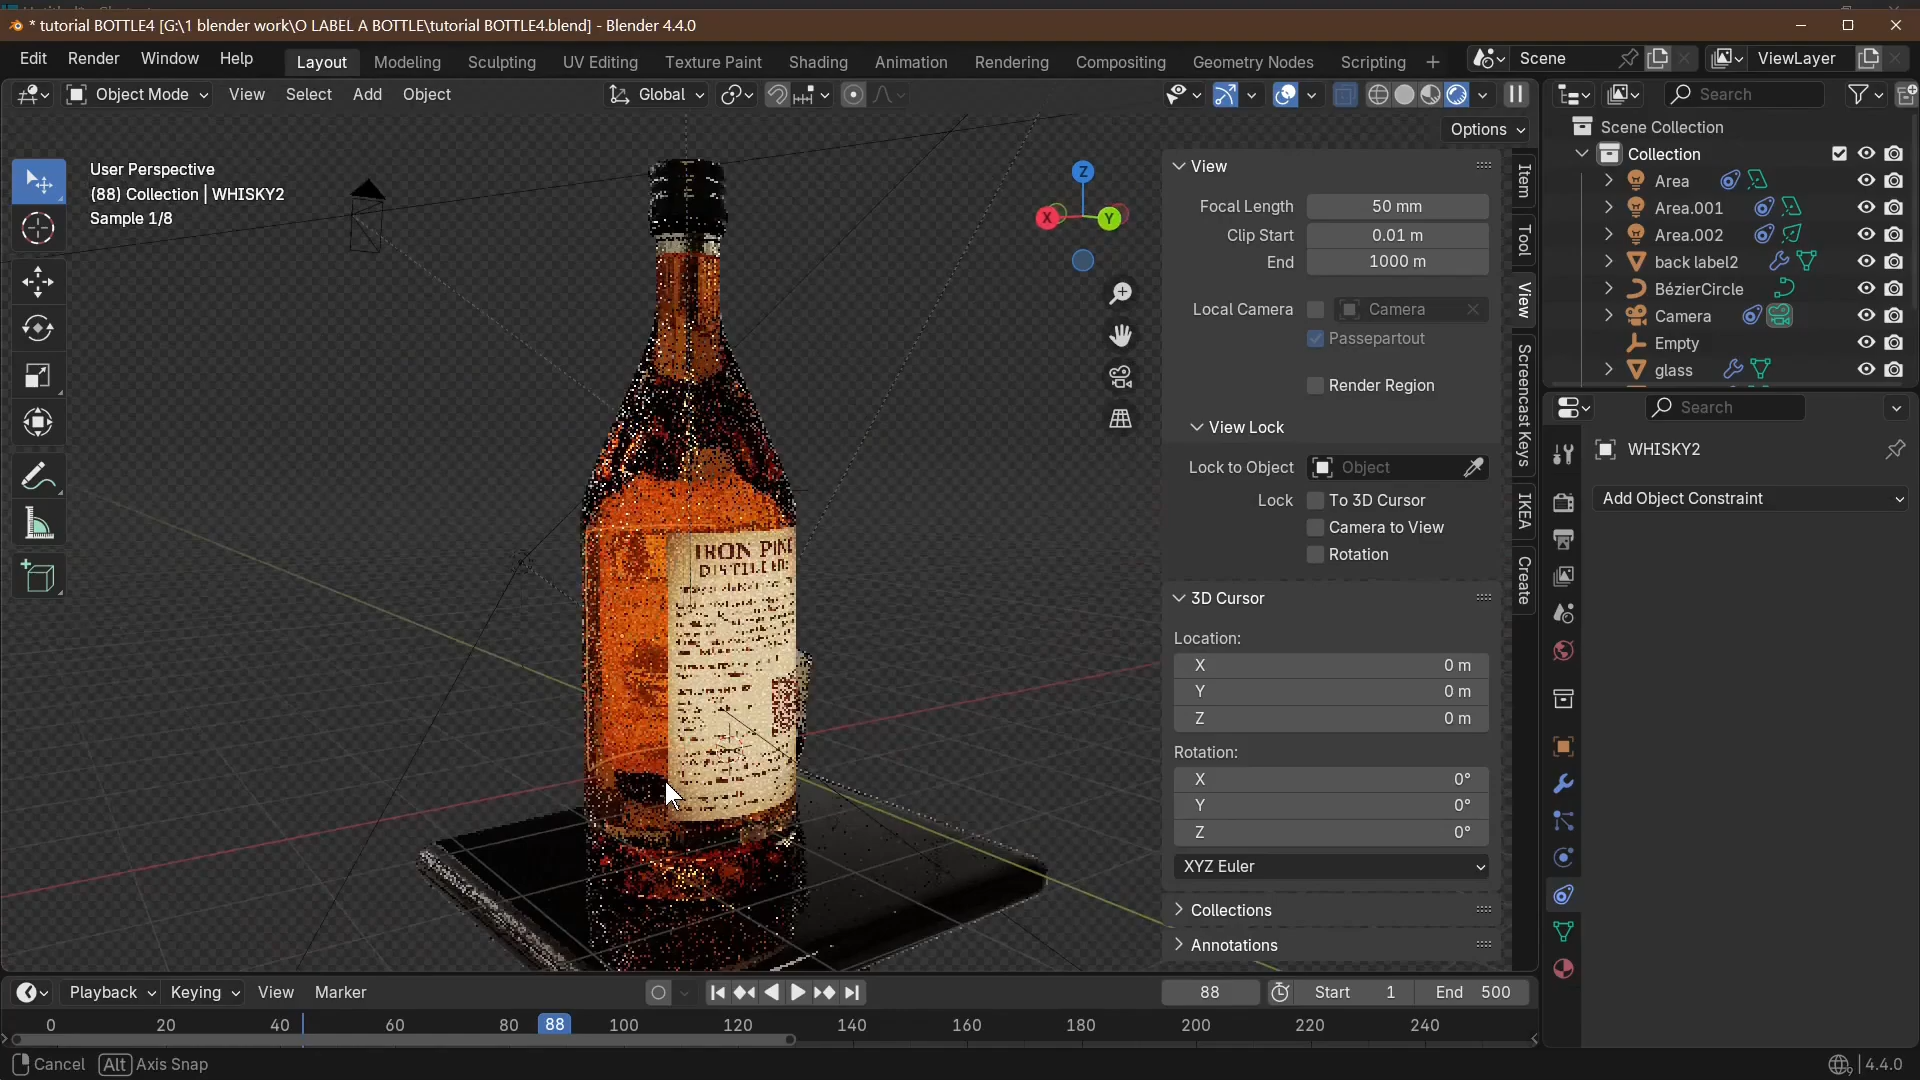 * tutorial BOTTLE4 [G:\1 blender work\O LABEL A BOTTLE\tutorial BOTTLE4.blend] - Blender 4.4.0
Edit Render Window Help Layout Modeling Sculpting UV Editing Texture Paint Shading Animation Rendering Compositing Geometry Nodes Scripting + Scene ViewLayer
Object Mode View Select Add Object Global Search
Options
User Perspective
(88) Collection | WHISKY2
Sample 1/8
Z
X
Y
View
Focal Length 50 mm
Clip Start 0.01 m
End 1000 m
Local Camera Camera
Passepartout
Render Region
View Lock
Lock to Object Object
Lock To 3D Cursor
Camera to View
Rotation
3D Cursor
Location:
X 0 m
Y 0 m
Z 0 m
Rotation:
X 0°
Y 0°
Z 0°
XYZ Euler
Collections
Annotations
Item
Tool
View
Screencast Keys
IKEA
Create
IRON PINE
Scene Collection
Collection
Area
Area.001
Area.002
back label2
BézierCircle
Camera
Empty
glass
Search
WHISKY2
Add Object Constraint
Playback Keying View Marker 88 Start 1 End 500
0 20 40 60 80 88 100 120 140 160 180 200 220 240
Cancel Alt Axis Snap 4.4.0